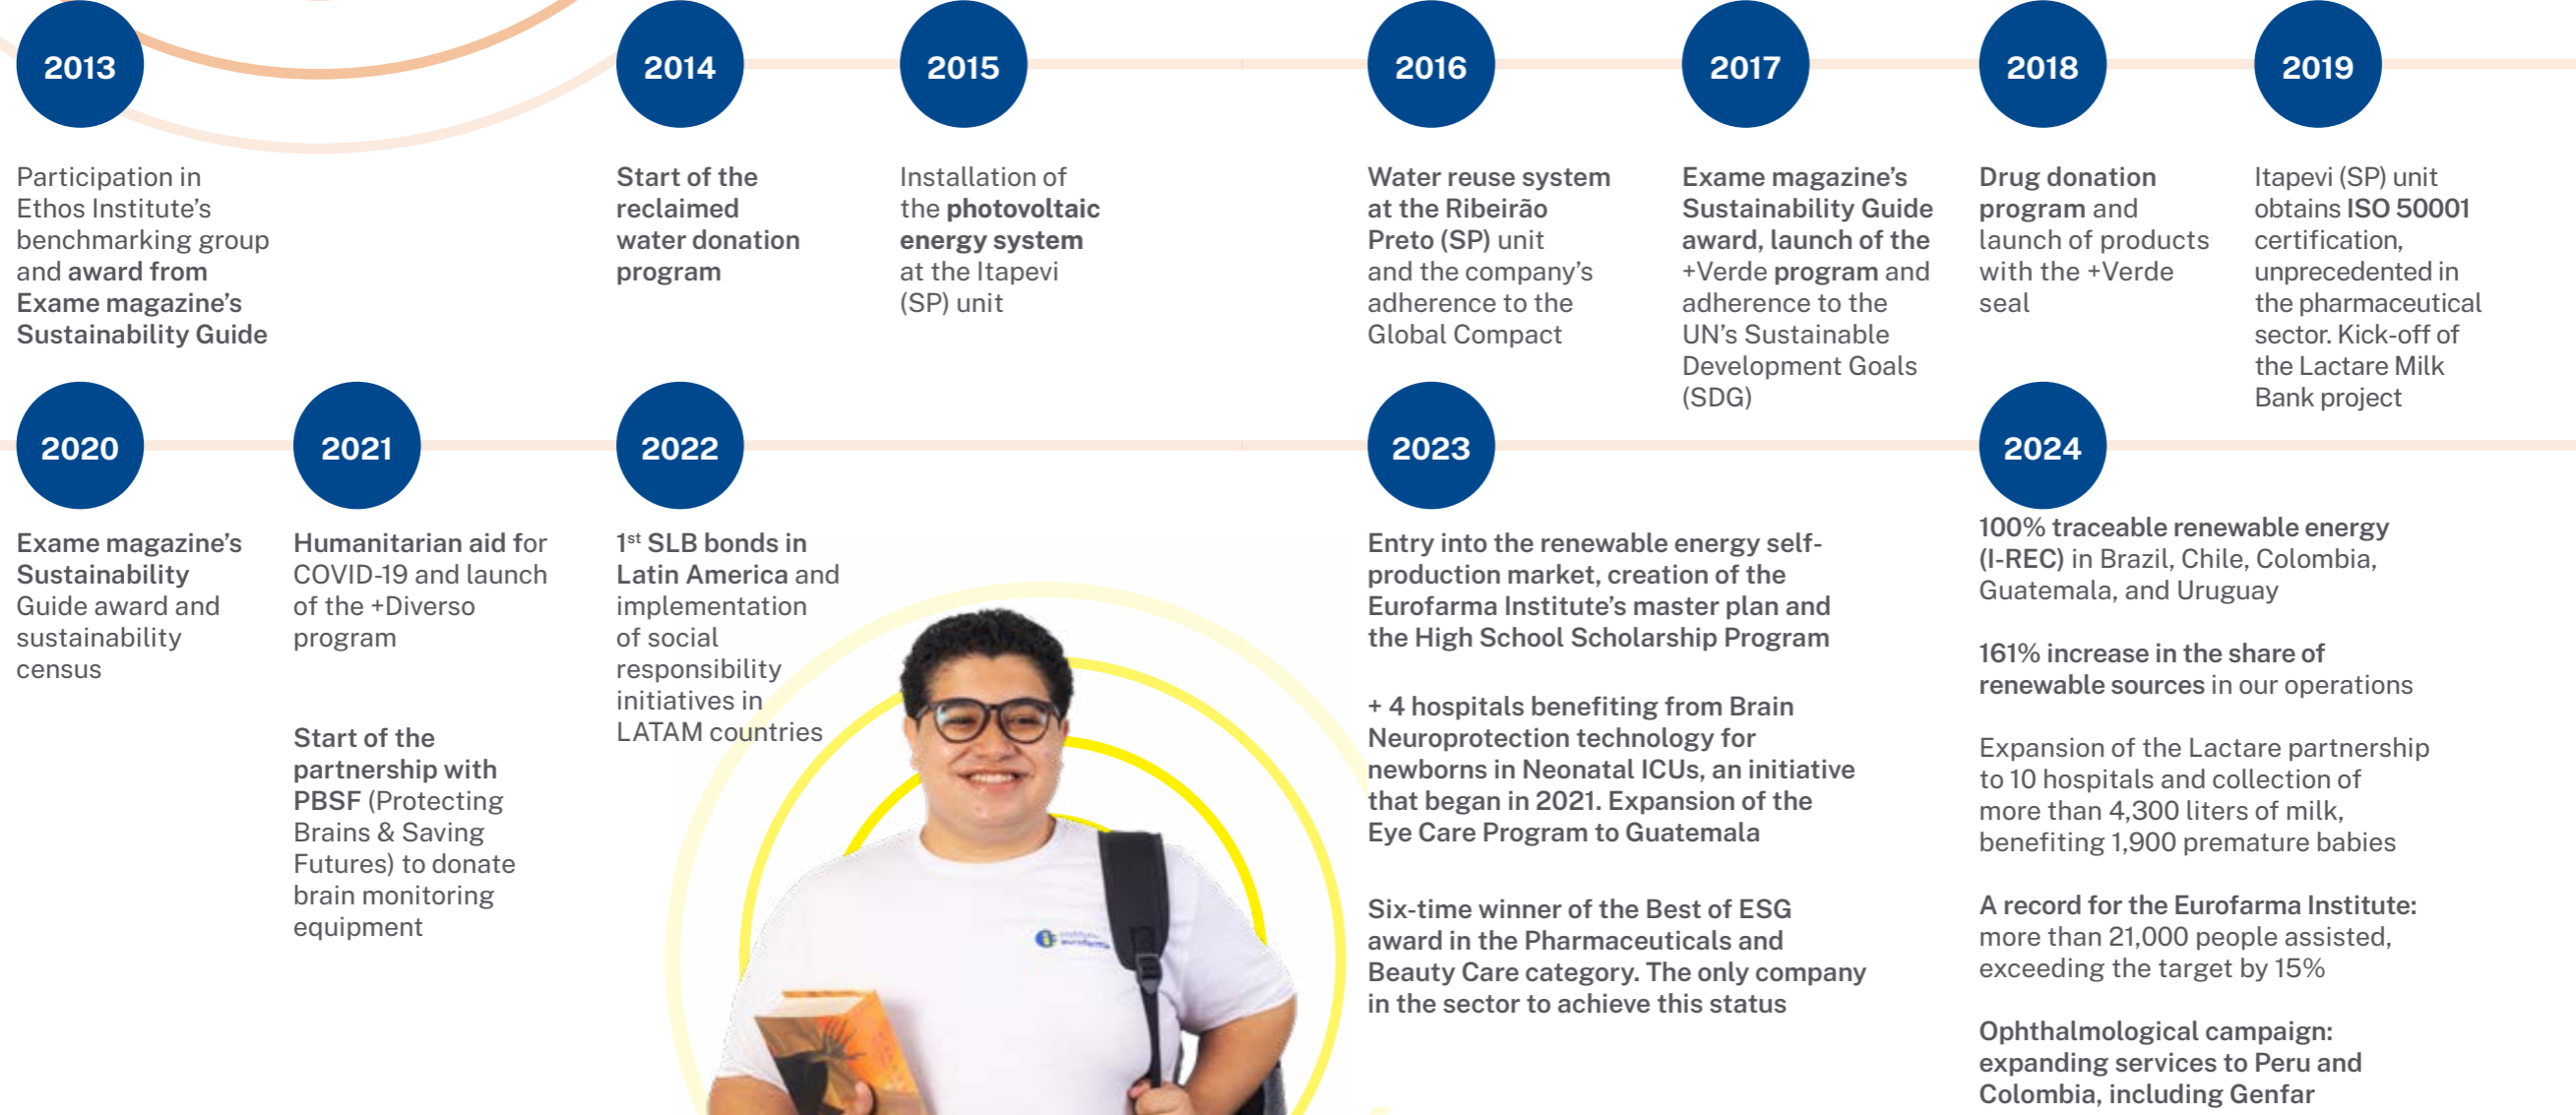 2013
Participation in
Ethos Institute’s
benchmarking group
and award from
Exame magazine’s
Sustainability Guide
2014
Start of the
reclaimed
water donation
program
2015
Installation of
the photovoltaic
energy system
at the Itapevi
(SP) unit
2016
Water reuse system
at the Ribeirão
Preto (SP) unit
and the company’s
adherence to the
Global Compact
2017
Exame magazine’s
Sustainability Guide
award, launch of the
+Verde program and
adherence to the
UN’s Sustainable
Development Goals
(SDG)
2018
Drug donation
program and
launch of products
with the +Verde
seal
2019
Itapevi (SP) unit
obtains ISO 50001
certification,
unprecedented in
the pharmaceutical
sector. Kick-off of
the Lactare Milk
Bank project
2020
Exame magazine’s
Sustainability
Guide award and
sustainability
census
2021
Humanitarian aid for
COVID-19 and launch
of the +Diverso
program
Start of the
partnership with
PBSF (Protecting
Brains & Saving
Futures) to donate
brain monitoring
equipment
2022
1st SLB bonds in
Latin America and
implementation
of social
responsibility
initiatives in
LATAM countries
eurofarma
2023
Entry into the renewable energy self-
production market, creation of the
Eurofarma Institute’s master plan and
the High School Scholarship Program
+ 4 hospitals benefiting from Brain
Neuroprotection technology for
newborns in Neonatal ICUs, an initiative
that began in 2021. Expansion of the
Eye Care Program to Guatemala
Six-time winner of the Best of ESG
award in the Pharmaceuticals and
Beauty Care category. The only company
in the sector to achieve this status
2024
100% traceable renewable energy
(I-REC) in Brazil, Chile, Colombia,
Guatemala, and Uruguay
161% increase in the share of
renewable sources in our operations
Expansion of the Lactare partnership
to 10 hospitals and collection of
more than 4,300 liters of milk,
benefiting 1,900 premature babies
A record for the Eurofarma Institute:
more than 21,000 people assisted,
exceeding the target by 15%
Ophthalmological campaign:
expanding services to Peru and
Colombia, including Genfar